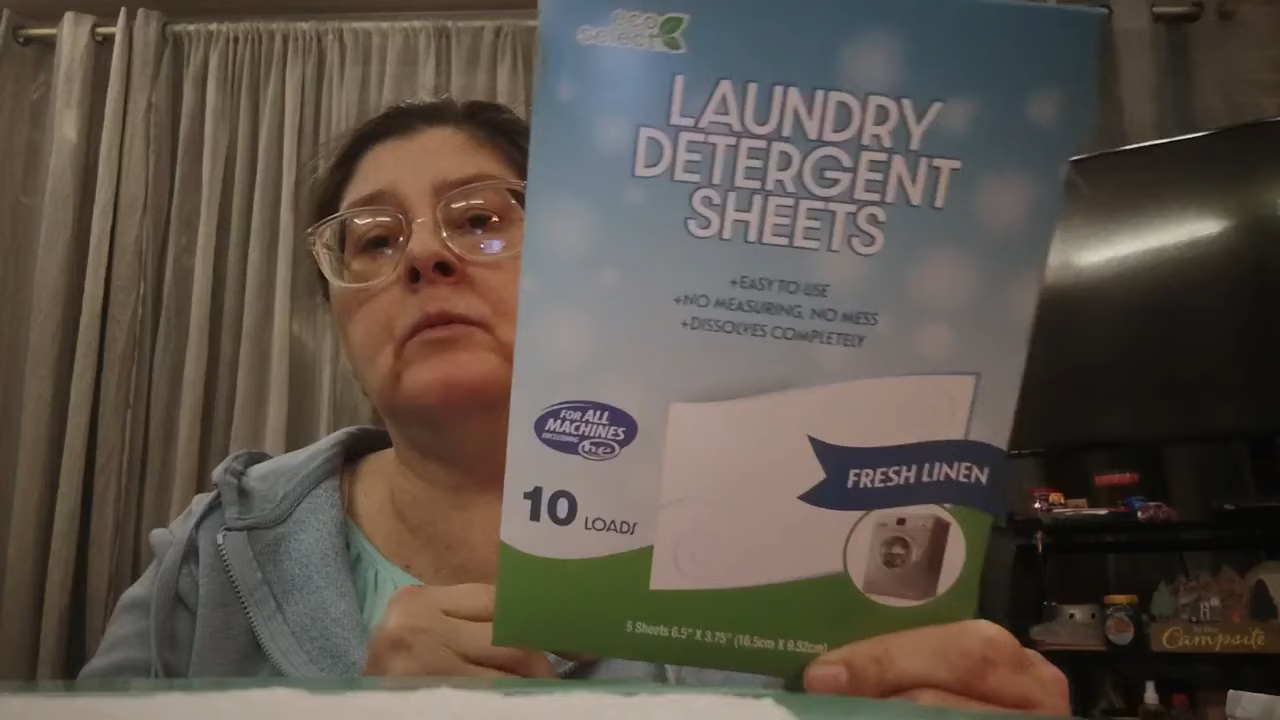 eco
select
LAUNDRY
DETERGENT
SHEETS
+EASY TO USE
+NO MEASURING, NO MESS
+DISSOLVES COMPLETELY
FOR ALL
MACHINES
INCLUDING he
10 LOADS
FRESH LINEN
5 Sheets 6.5" X 3.75" (16.5cm X 9.52cm)
Campsite